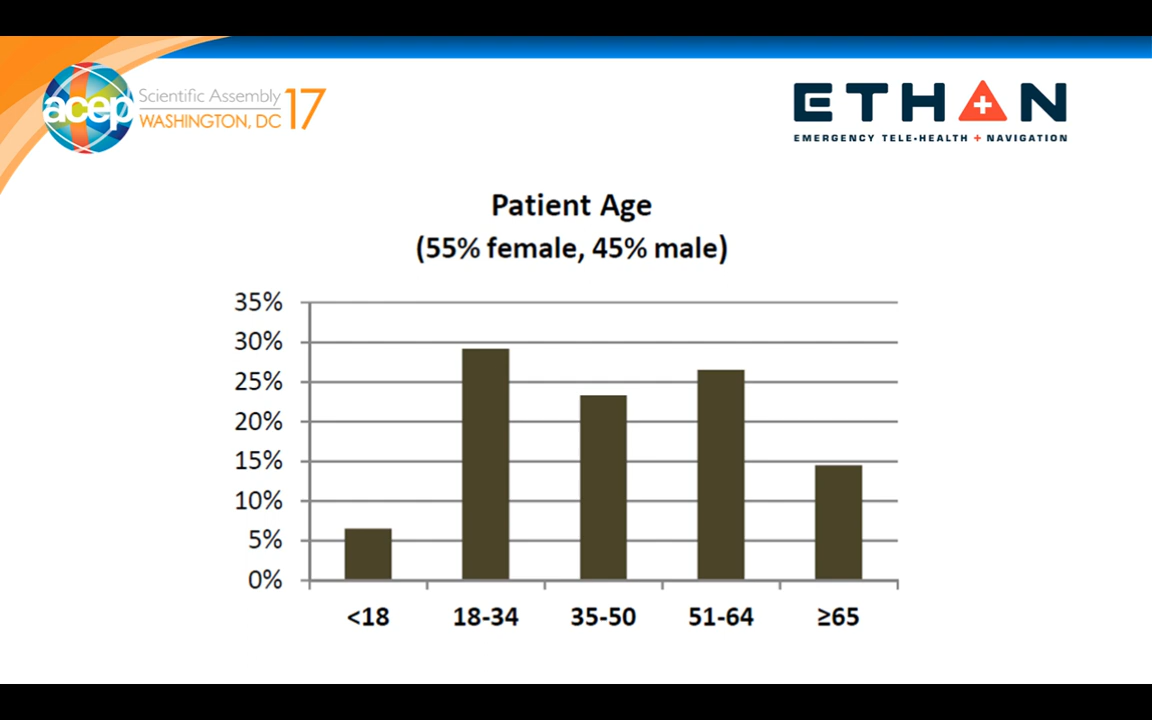 acep Scientific Assembly 17
WASHINGTON, DC
ETHAN
EMERGENCY TELE-HEALTH + NAVIGATION
Patient Age
(55% female, 45% male)
35%
30%
25%
20%
15%
10%
5%
0%
<18 18-34 35-50 51-64 ≥65